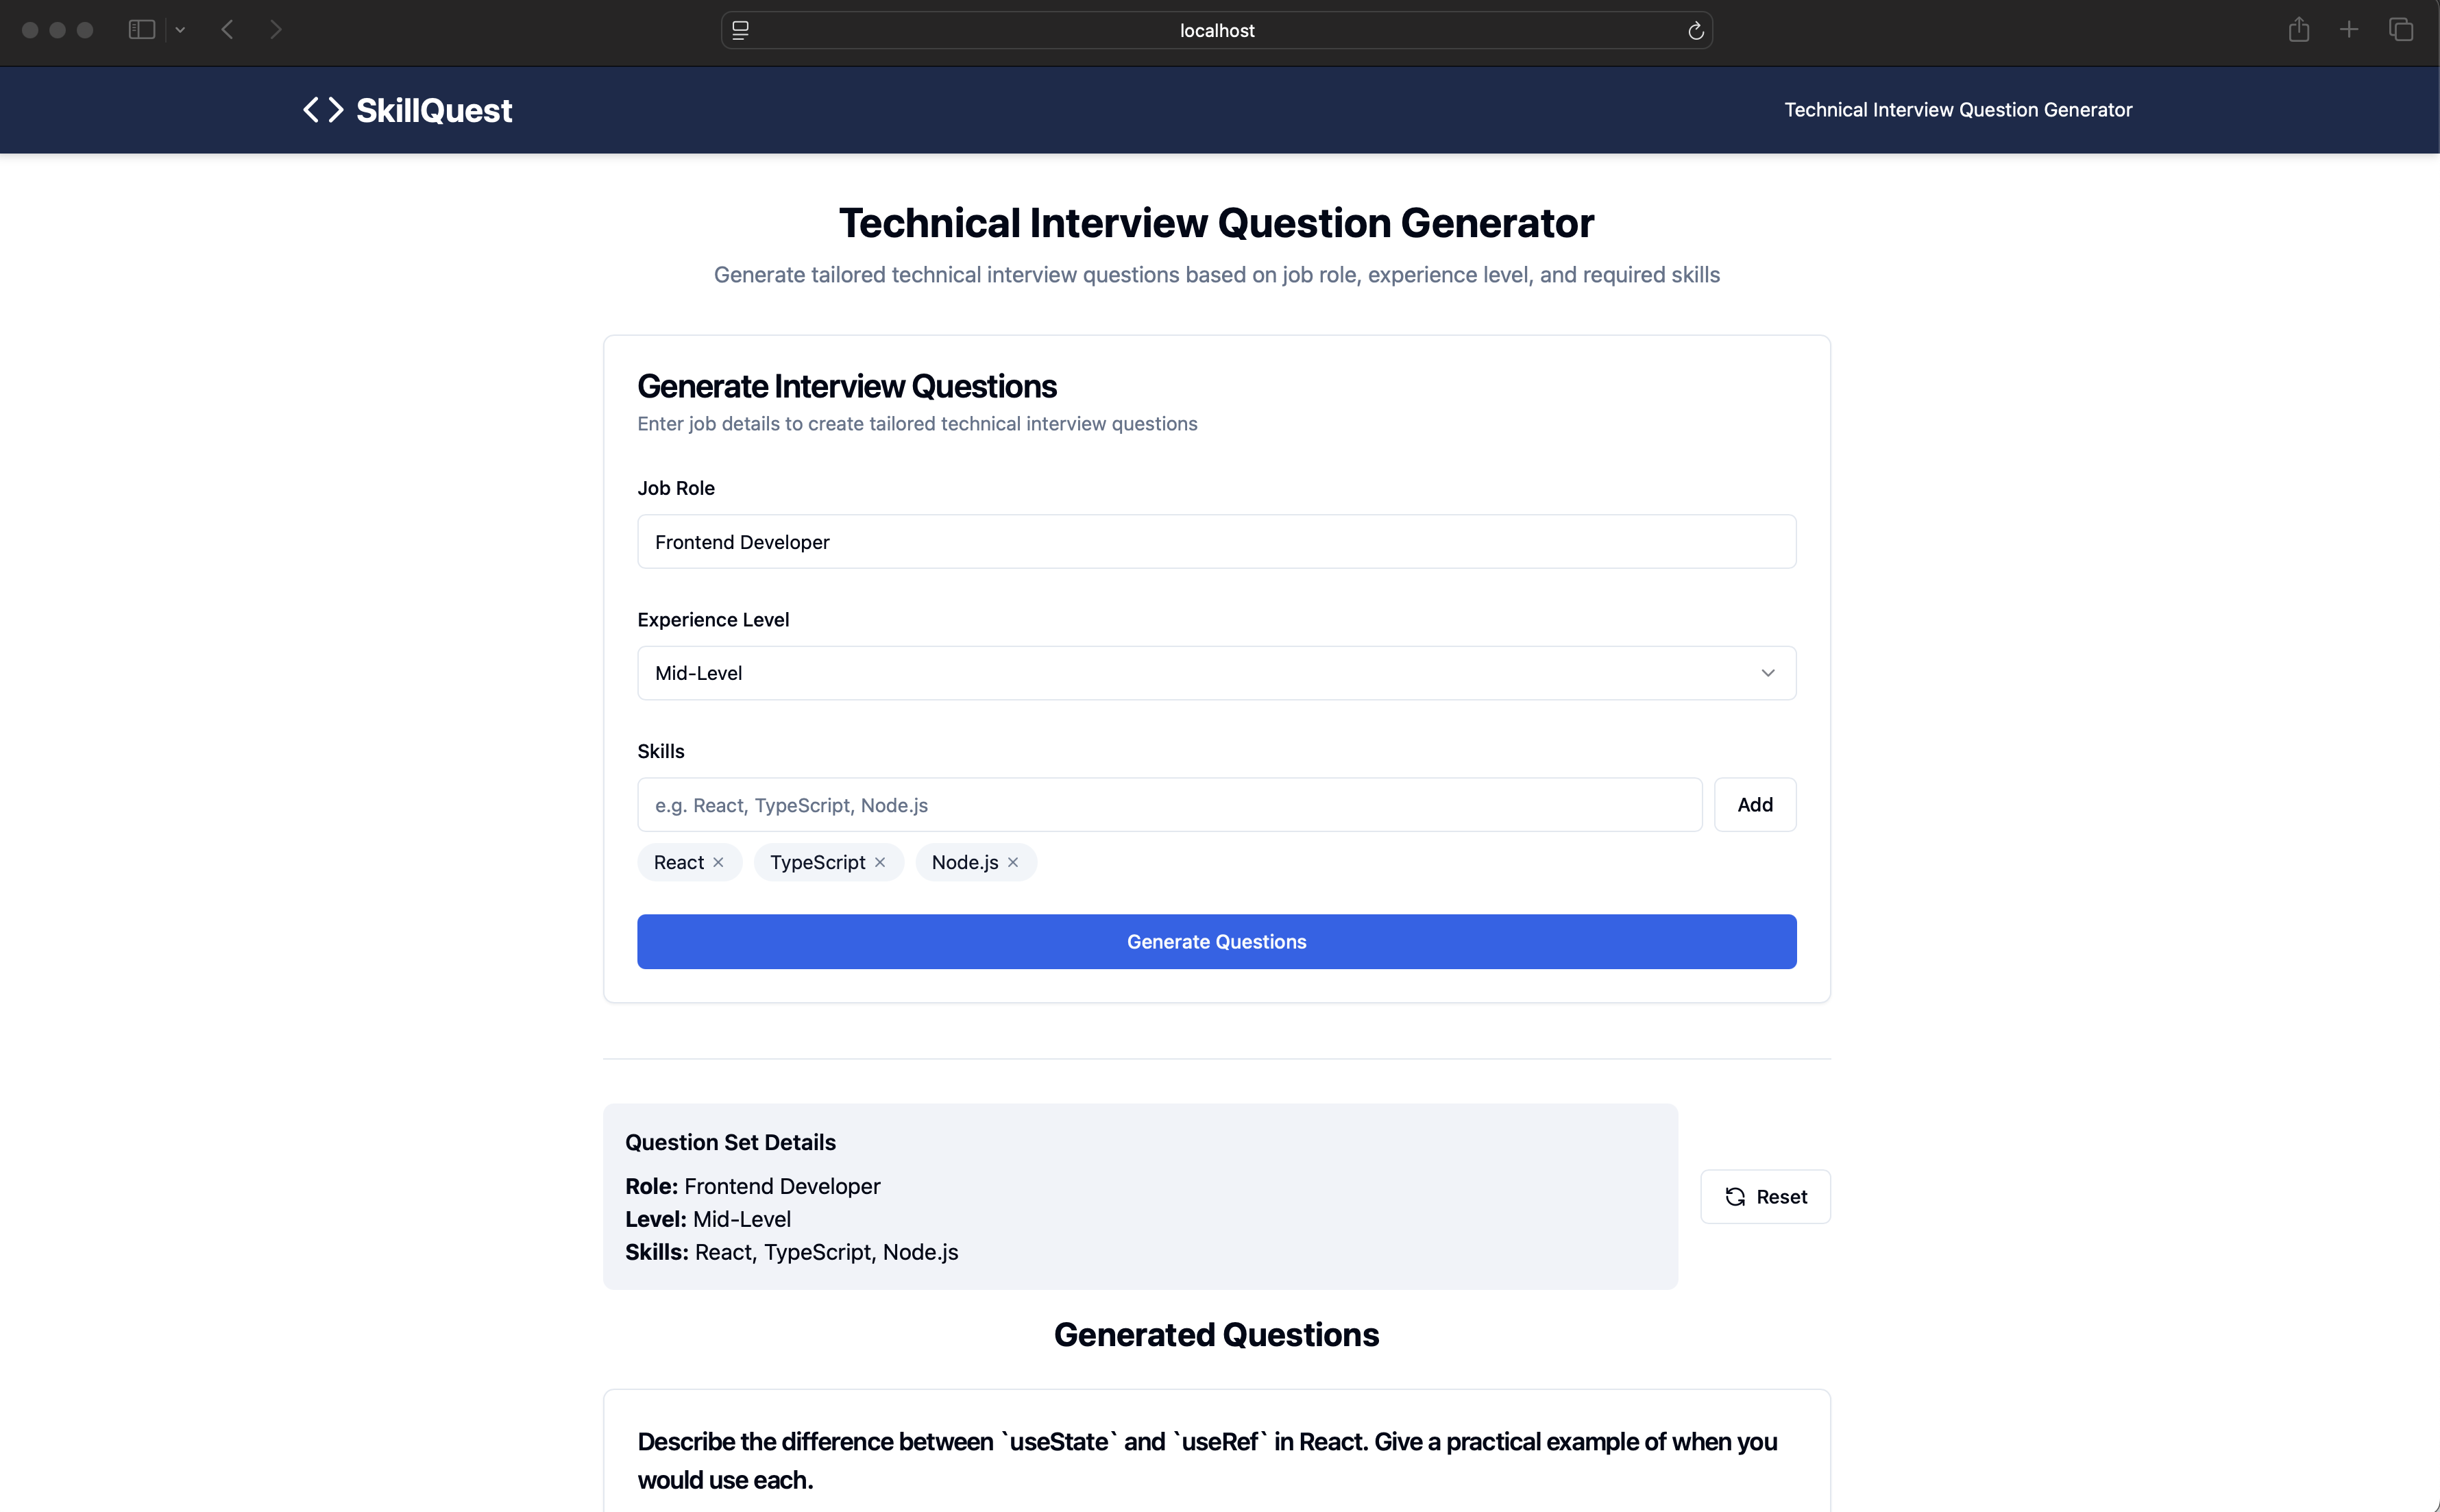 localhost
SkillQuest
Technical Interview Question Generator
Technical Interview Question Generator
Generate tailored technical interview questions based on job role, experience level, and required skills
Generate Interview Questions
Enter job details to create tailored technical interview questions
Job Role
Frontend Developer
Experience Level
Mid-Level
Skills
e.g. React, TypeScript, Node.js
Add
React
TypeScript
Node.js
Generate Questions
Question Set Details
Role: Frontend Developer
Level: Mid-Level
Skills: React, TypeScript, Node.js
Reset
Generated Questions
Describe the difference between `useState` and `useRef` in React. Give a practical example of when you
would use each.